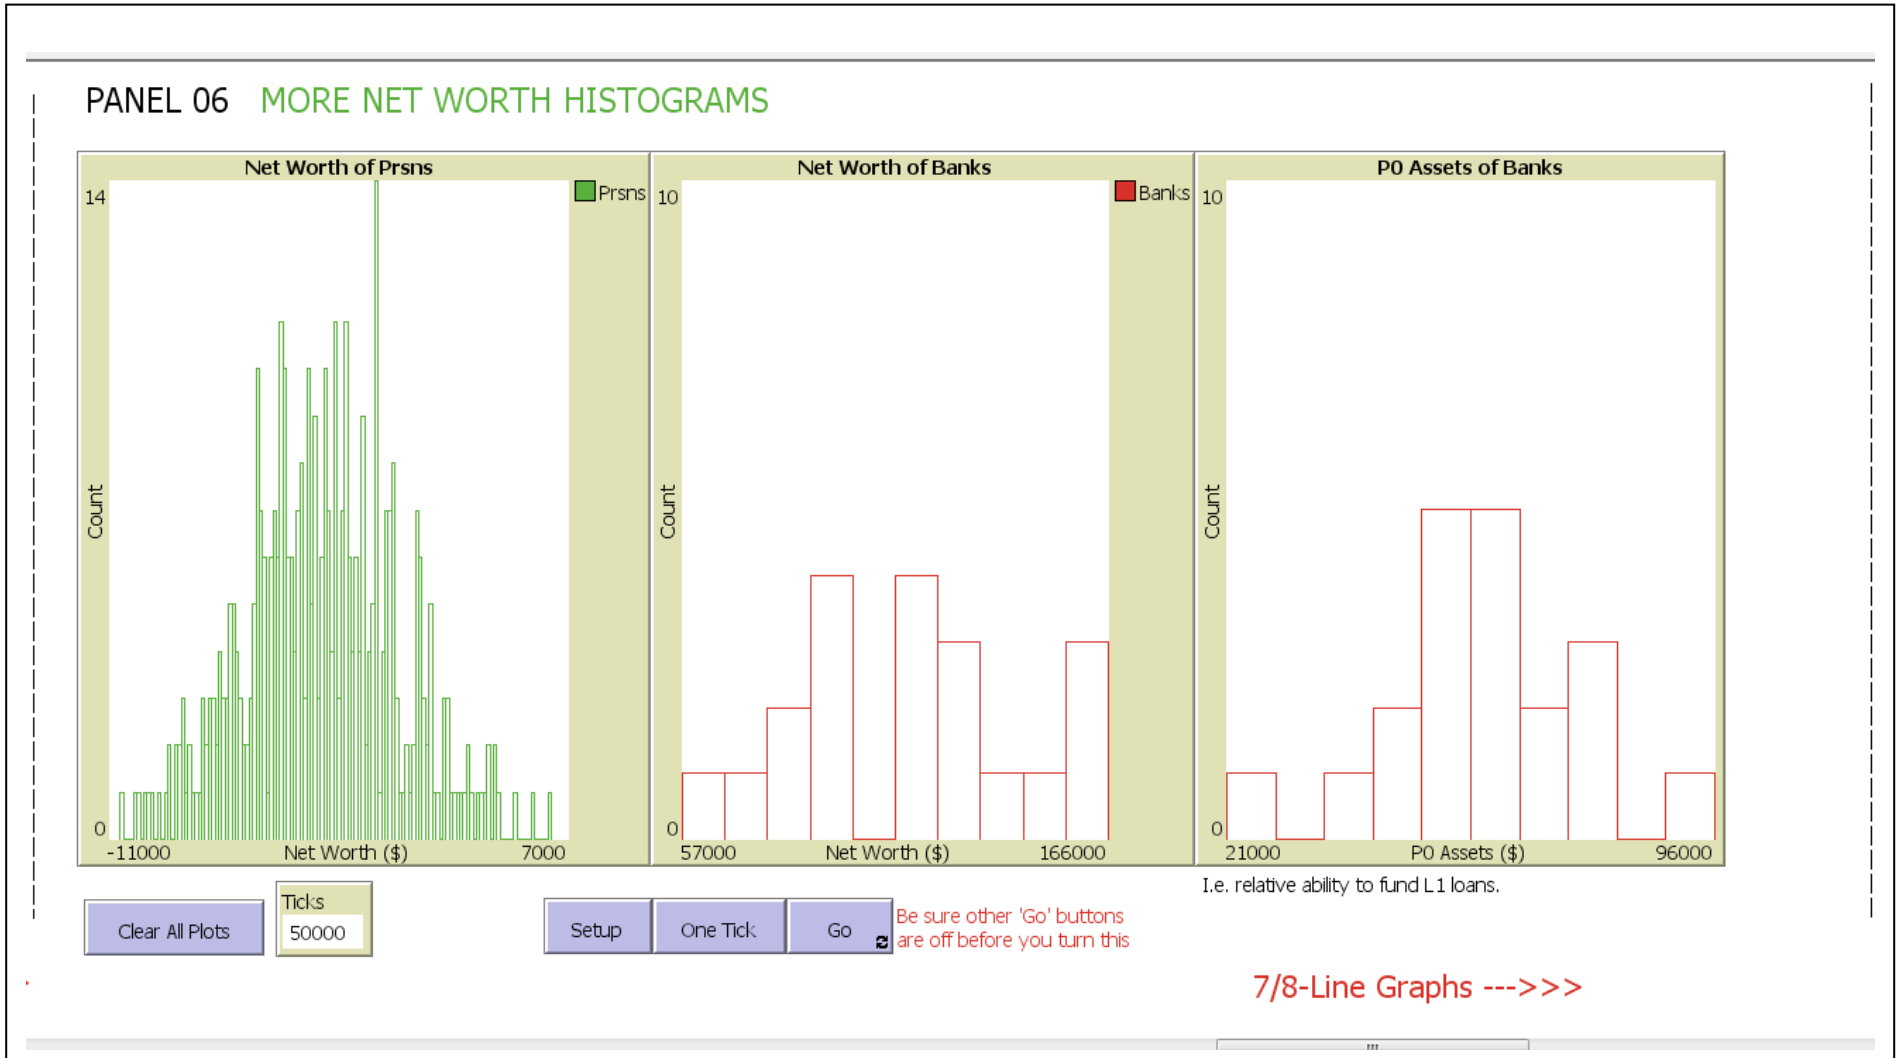 PANEL 06 MORE NET WORTH HISTOGRAMS
Net Worth of Prsns
14
Count
0
-11000 Net Worth ($) 7000
Prsns
Net Worth of Banks
10
Count
0
57000 Net Worth ($) 166000
Banks
P0 Assets of Banks
10
Count
0
21000 P0 Assets ($) 96000
I.e. relative ability to fund L1 loans.
Clear All Plots
Ticks
50000
Setup
One Tick
Go
Be sure other 'Go' buttons
are off before you turn this
7/8-Line Graphs --->>>